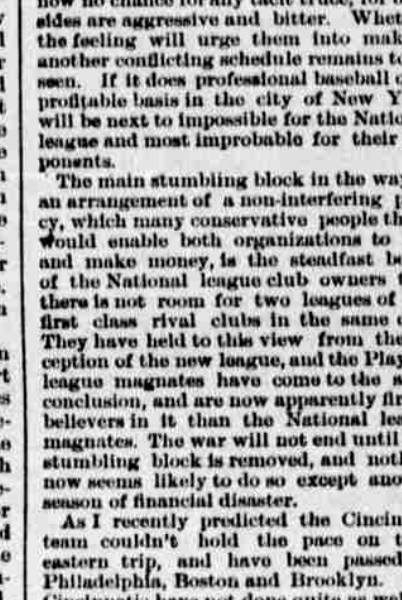 now no chance for any tacit truce, for
sides are aggressive and bitter. Whet
the feeling will urge them into mak
another conflicting schedule remains to
seen. If it does professional baseball
profitable basis in the city of New Y
will be next to impossible for the Natio
league and most improbable for their
ponents.
The main stumbling block in the way
an arrangement of a non-interfering p
cy, which many conservative people th
would enable both organizations to
and make money, is the steadfast be
of the National league club owners t
there is not room for two leagues of
first class rival clubs in the same
They have held to this view from the
ception of the new league, and the Play
league magnates have come to the
conclusion, and are now apparently fir
believers in it than the National lea
magnates. The war will not end until
stumbling block is removed, and noth
now seems likely to do so except ano
season of financial disaster.
As I recently predicted the Cincin
team couldn't hold the pace on t
eastern trip, and have been passed
Philadelphia, Boston and Brooklyn.